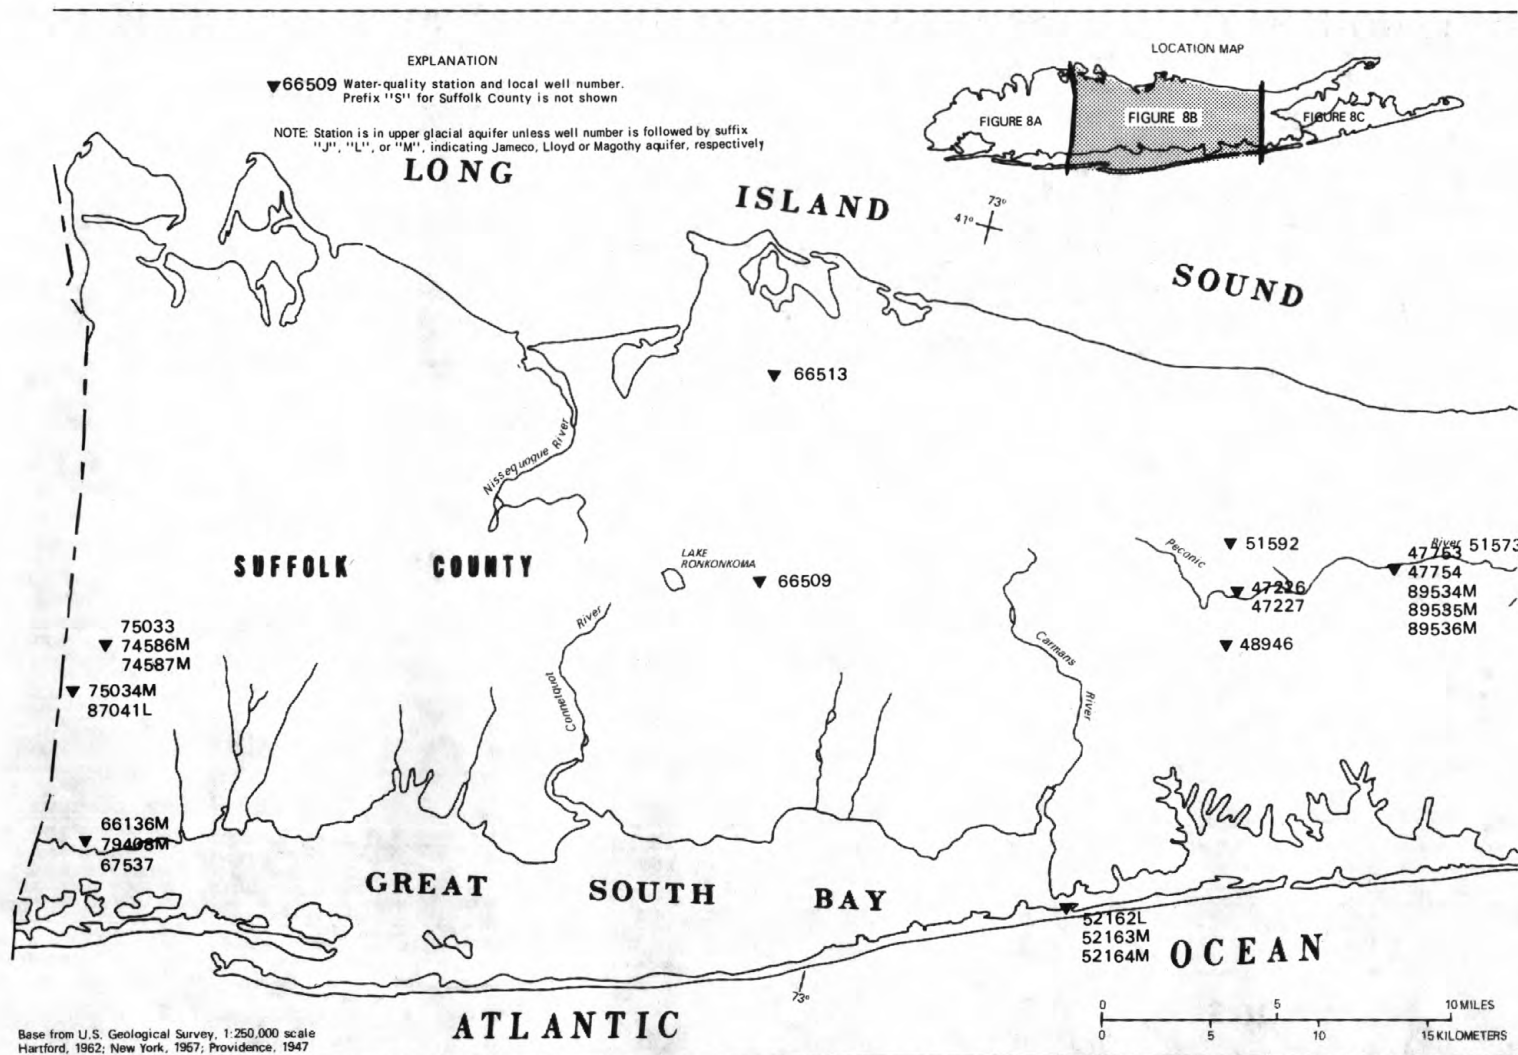 EXPLANATION
▼66509 Water-quality station and local well number.
Prefix "S" for Suffolk County is not shown
NOTE: Station is in upper glacial aquifer unless well number is followed by suffix
"J", "L", or "M", indicating Jameco, Lloyd or Magothy aquifer, respectively
LOCATION MAP
FIGURE 8A
FIGURE 8B
FIGURE 8C
LONG
ISLAND
SOUND
73°
41°
66513
Nissequogue River
SUFFOLK COUNTY
LAKE
RONKONKOMA
66509
Connetquot River
Carmans River
Peconic River
51592
51573
47226
47227
48946
47753
47754
89534M
89535M
89536M
75033
74586M
74587M
75034M
87041L
66136M
79408M
67537
GREAT SOUTH BAY
52162L
52163M
52164M
73°
ATLANTIC
OCEAN
0 5 10 MILES
0 5 10 15 KILOMETERS
Base from U.S. Geological Survey, 1:250,000 scale
Hartford, 1962; New York, 1957; Providence, 1947